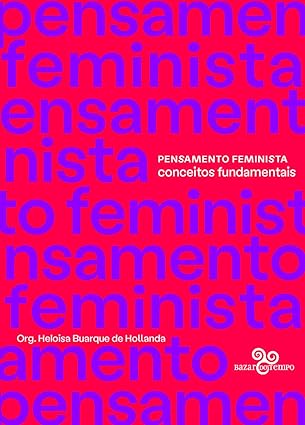 pensamento
feminista
ensament
nista
PENSAMENTO FEMINISTA
conceitos fundamentais
to feminist
nsamento
feminista
Org. Heloisa Buarque de Hollanda
amento
BAZAR DO TEMPO
pensamen